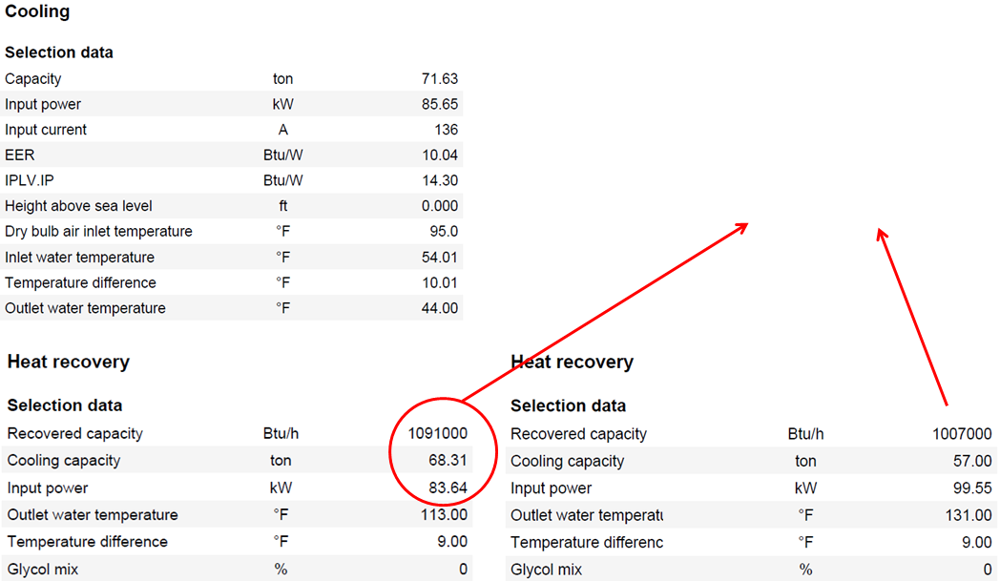 Cooling
Selection data
Capacity ton 71.63
Input power kW 85.65
Input current A 136
EER Btu/W 10.04
IPLV.IP Btu/W 14.30
Height above sea level ft 0.000
Dry bulb air inlet temperature °F 95.0
Inlet water temperature °F 54.01
Temperature difference °F 10.01
Outlet water temperature °F 44.00
Heat recovery
Selection data
Recovered capacity Btu/h 1091000
Cooling capacity ton 68.31
Input power kW 83.64
Outlet water temperature °F 113.00
Temperature difference °F 9.00
Glycol mix % 0
Heat recovery
Selection data
Recovered capacity Btu/h 1007000
Cooling capacity ton 57.00
Input power kW 99.55
Outlet water temperatu °F 131.00
Temperature differenc °F 9.00
Glycol mix % 0